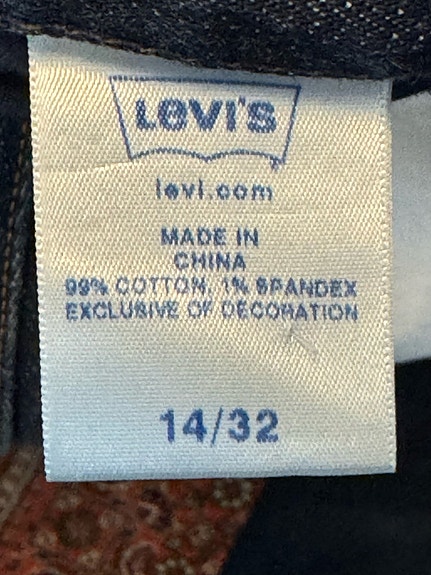 LEVI'S
levi.com
MADE IN
CHINA
99% COTTON, 1% SPANDEX
EXCLUSIVE OF DECORATION
14/32